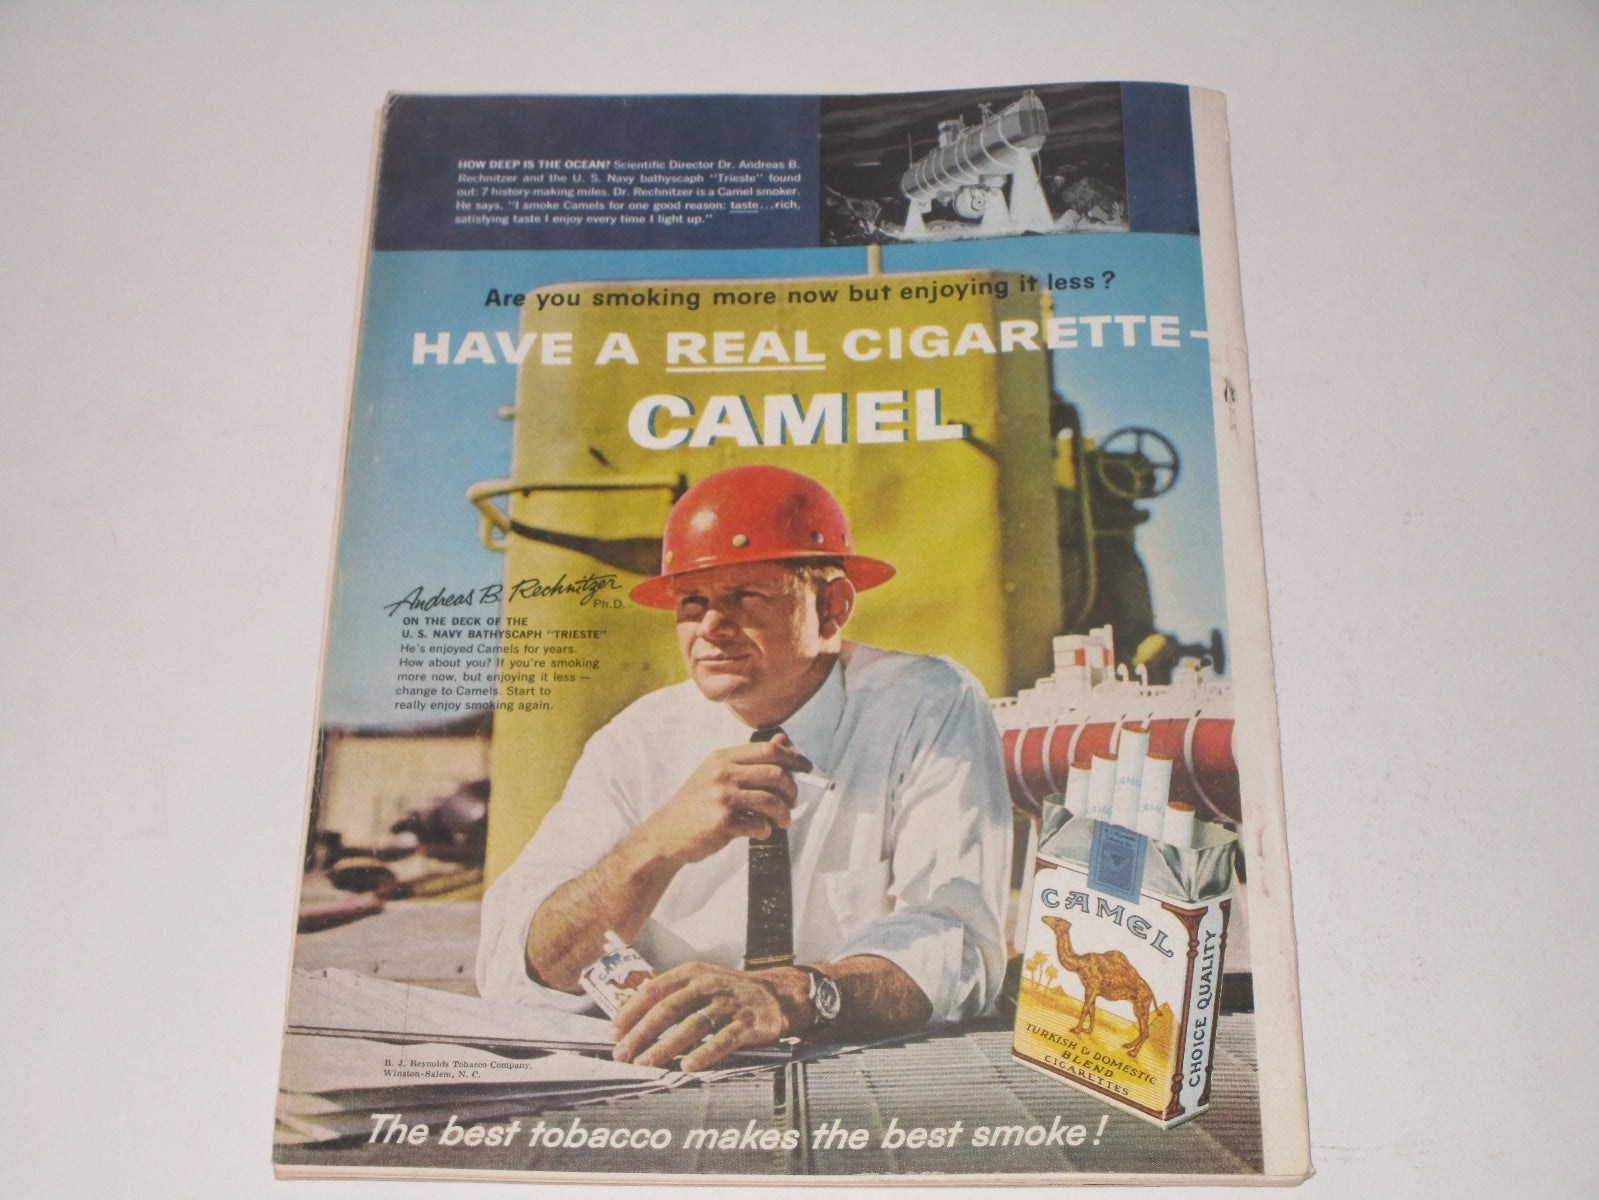 HOW DEEP IS THE OCEAN? Scientific Director Dr. Andreas B.
Rechnitzer and the U. S. Navy bathyscaph "Trieste" found
out: 7 history-making miles. Dr. Rechnitzer is a Camel smoker.
He says, "I smoke Camels for one good reason: taste...rich,
satisfying taste I enjoy every time I light up."
Are you smoking more now but enjoying it less?
HAVE A REAL CIGARETTE-
CAMEL
Andreas B. Rechnitzer
Ph.D.
ON THE DECK OF THE
U. S. NAVY BATHYSCAPH "TRIESTE"
He's enjoyed Camels for years.
How about you? If you're smoking
more now, but enjoying it less —
change to Camels. Start to
really enjoy smoking again.
CAMEL
CAMEL
TURKISH & DOMESTIC
BLEND
CIGARETTES
CHOICE QUALITY
R. J. Reynolds Tobacco Company,
Winston-Salem, N. C.
The best tobacco makes the best smoke!